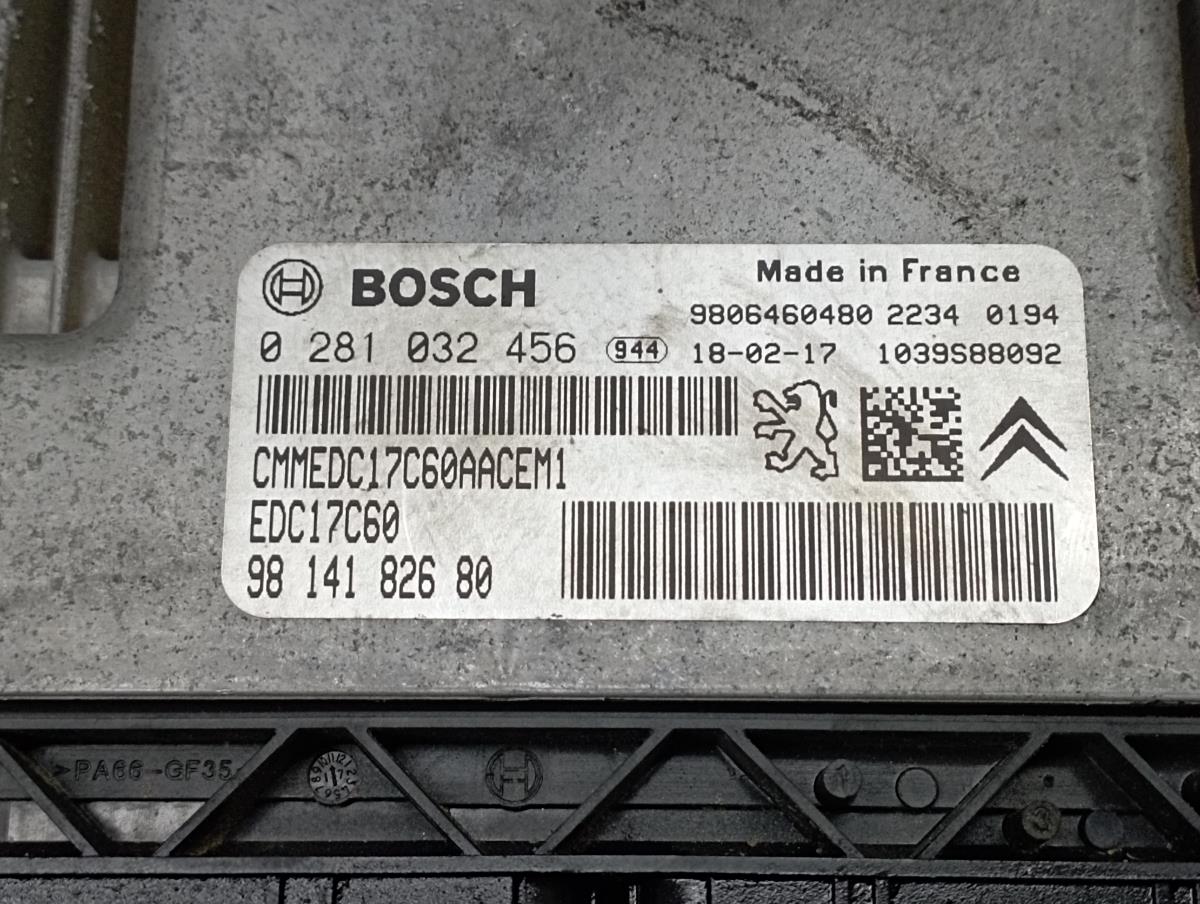 BOSCH
Made in France
9806460480 2234 0194
0 281 032 456 944 18-02-17 1039S88092
CMMEDC17C60AACEM1
EDC17C60
98 141 826 80
>PA66-GF35